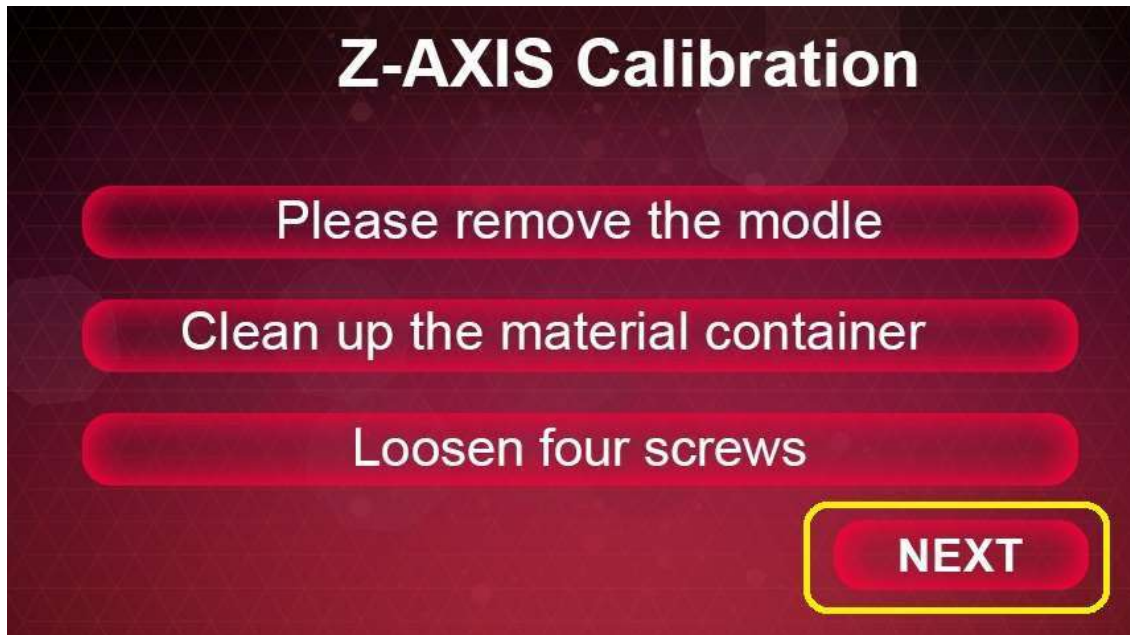 Z-AXIS Calibration
Please remove the modle
Clean up the material container
Loosen four screws
NEXT